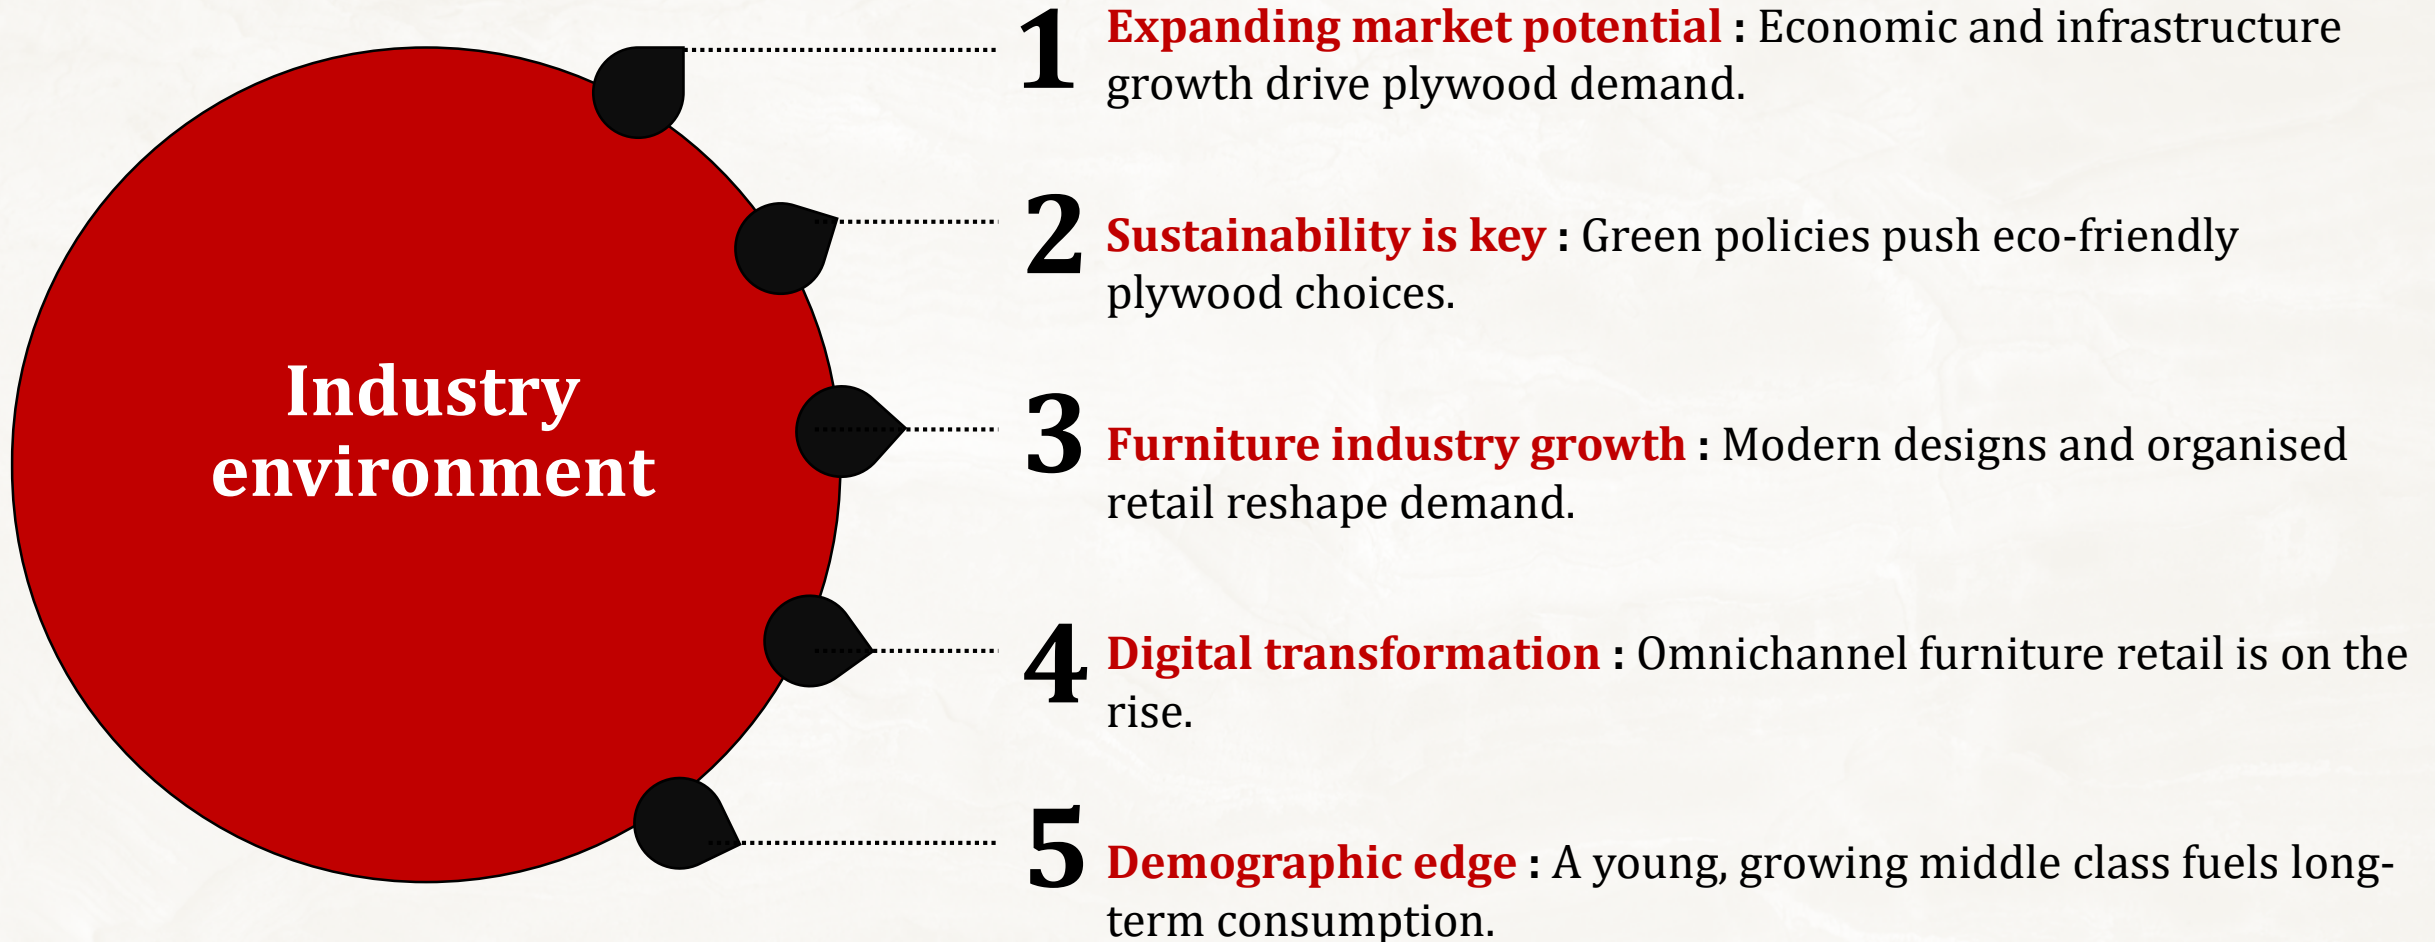 Industry
environment
1
Expanding market potential : Economic and infrastructure
growth drive plywood demand.
2
Sustainability is key : Green policies push eco-friendly
plywood choices.
3
Furniture industry growth : Modern designs and organised
retail reshape demand.
4
Digital transformation : Omnichannel furniture retail is on the
rise.
5
Demographic edge : A young, growing middle class fuels long-
term consumption.